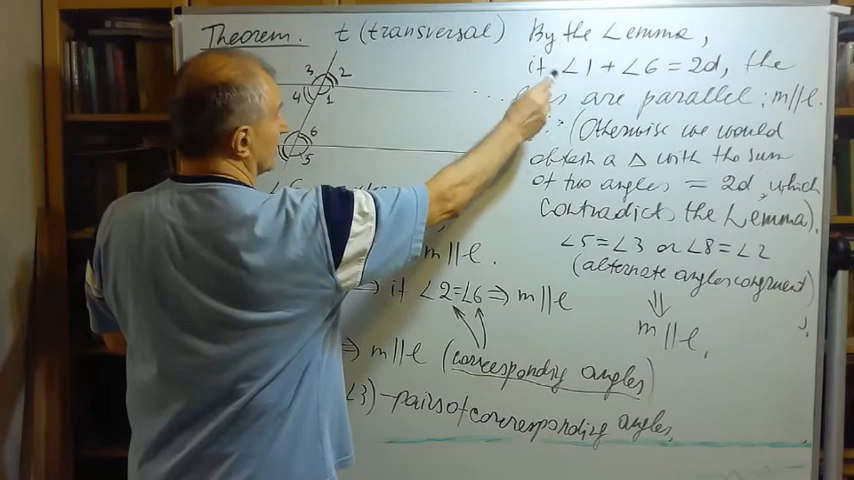 Theorem. t (transversal)
By the Lemma,
if ∠1 + ∠6 = 2d, the
are parallel: m∥ℓ.
(Otherwise we would
obtain a Δ with the sum
of two angles = 2d, which
contradicts the Lemma).
∠5 = ∠3 or ∠8 = ∠2
(alternate angles congruent)
⇓
m∥ℓ.
3 2
4 1
6
5
m∥ℓ.
⇒ if ∠2=∠6 ⇒ m∥ℓ
⇒ m∥ℓ (corresponding angles)
∠3) - pairs of corresponding angles.